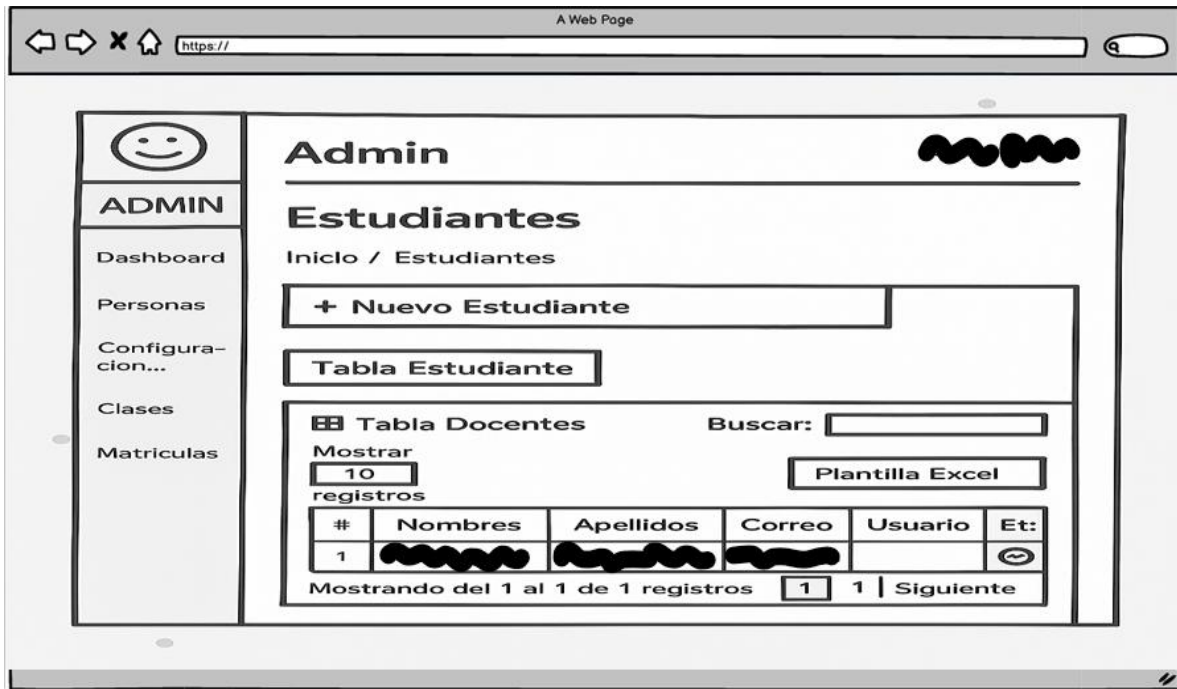 A Web Page
https://
ADMIN
Dashboard
Personas
Configura-
cion...
Clases
Matriculas
Admin
Estudiantes
Inicio / Estudiantes
+ Nuevo Estudiante
Tabla Estudiante
Tabla Docentes Buscar:
Mostrar
10
registros
Plantilla Excel
# Nombres Apellidos Correo Usuario Et:
1
Mostrando del 1 al 1 de 1 registros 1 1 | Siguiente